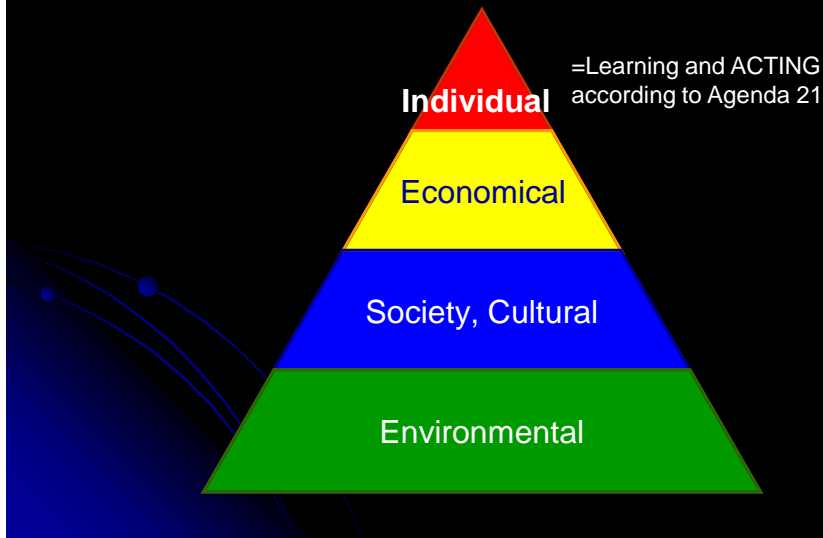 =Learning and ACTING
according to Agenda 21
Individual
Economical
Society, Cultural
Environmental